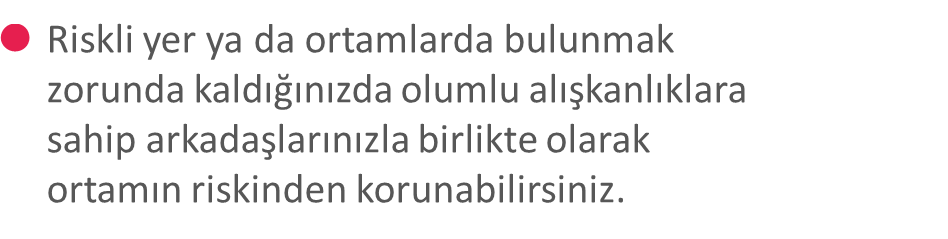 Riskli yer ya da ortamlarda bulunmak
zorunda kaldığınızda olumlu alışkanlıklara
sahip arkadaşlarınızla birlikte olarak
ortamın riskinden korunabilirsiniz.